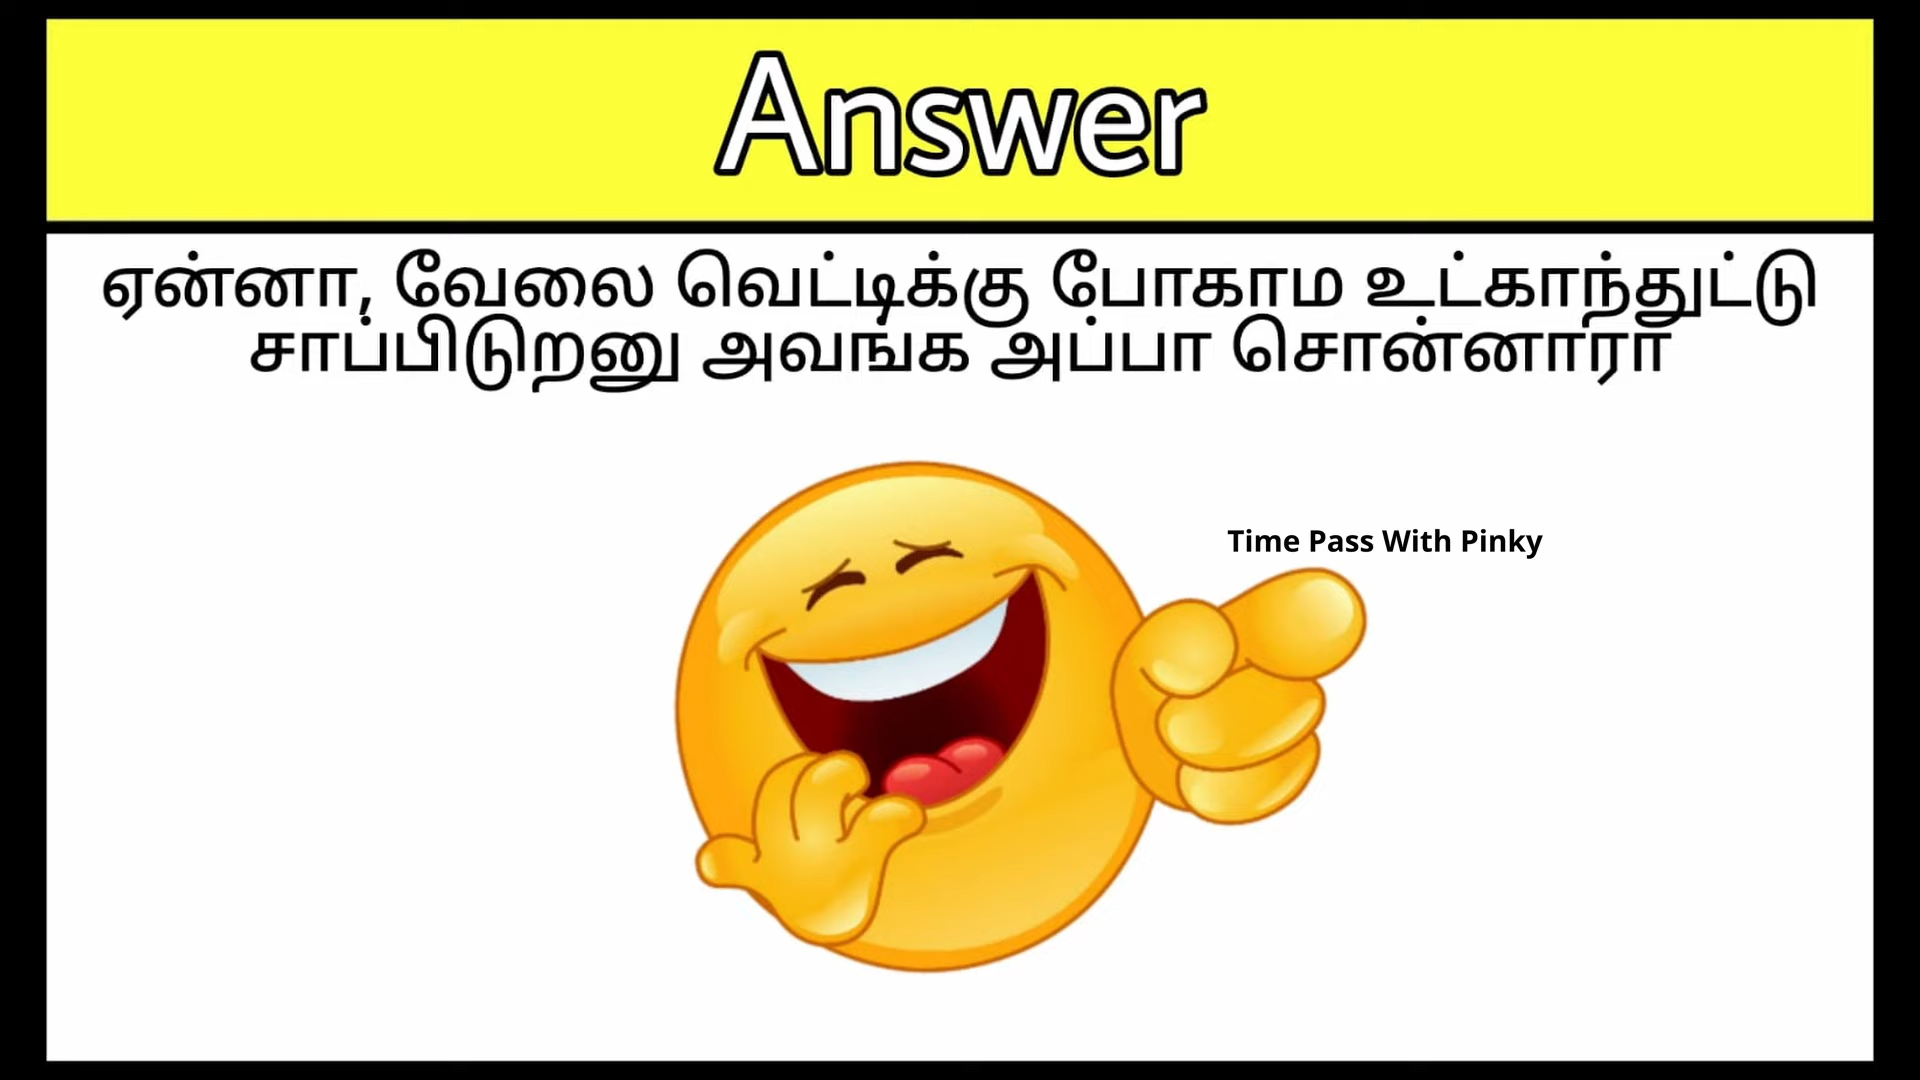 Answer
ஏன்னா, வேலை வெட்டிக்கு போகாம உட்காந்துட்டு
சாப்பிடுறனு அவங்க அப்பா சொன்னாரா
Time Pass With Pinky